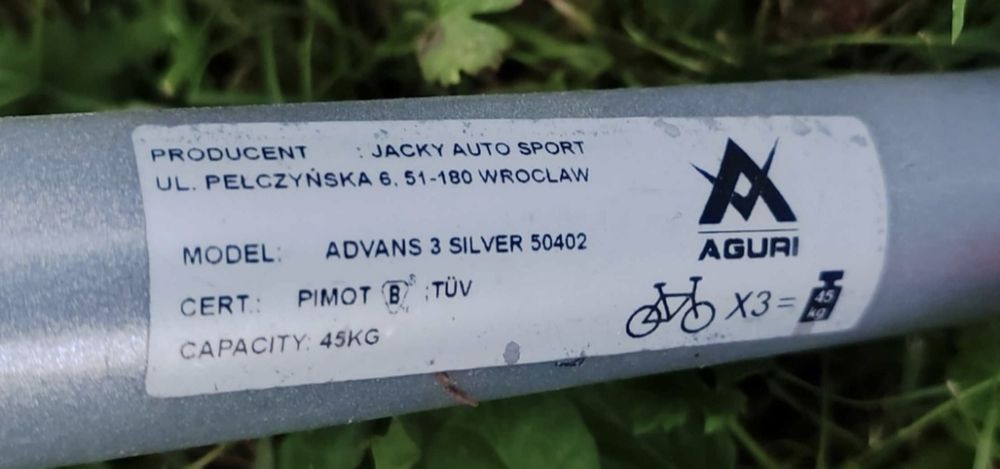 PRODUCENT : JACKY AUTO SPORT
UL. PEŁCZYŃSKA 6, 51-180 WROCŁAW
MODEL: ADVANS 3 SILVER 50402
CERT.: PIMOT B ;TÜV
CAPACITY: 45KG
AGURI
X3 = 45 kg